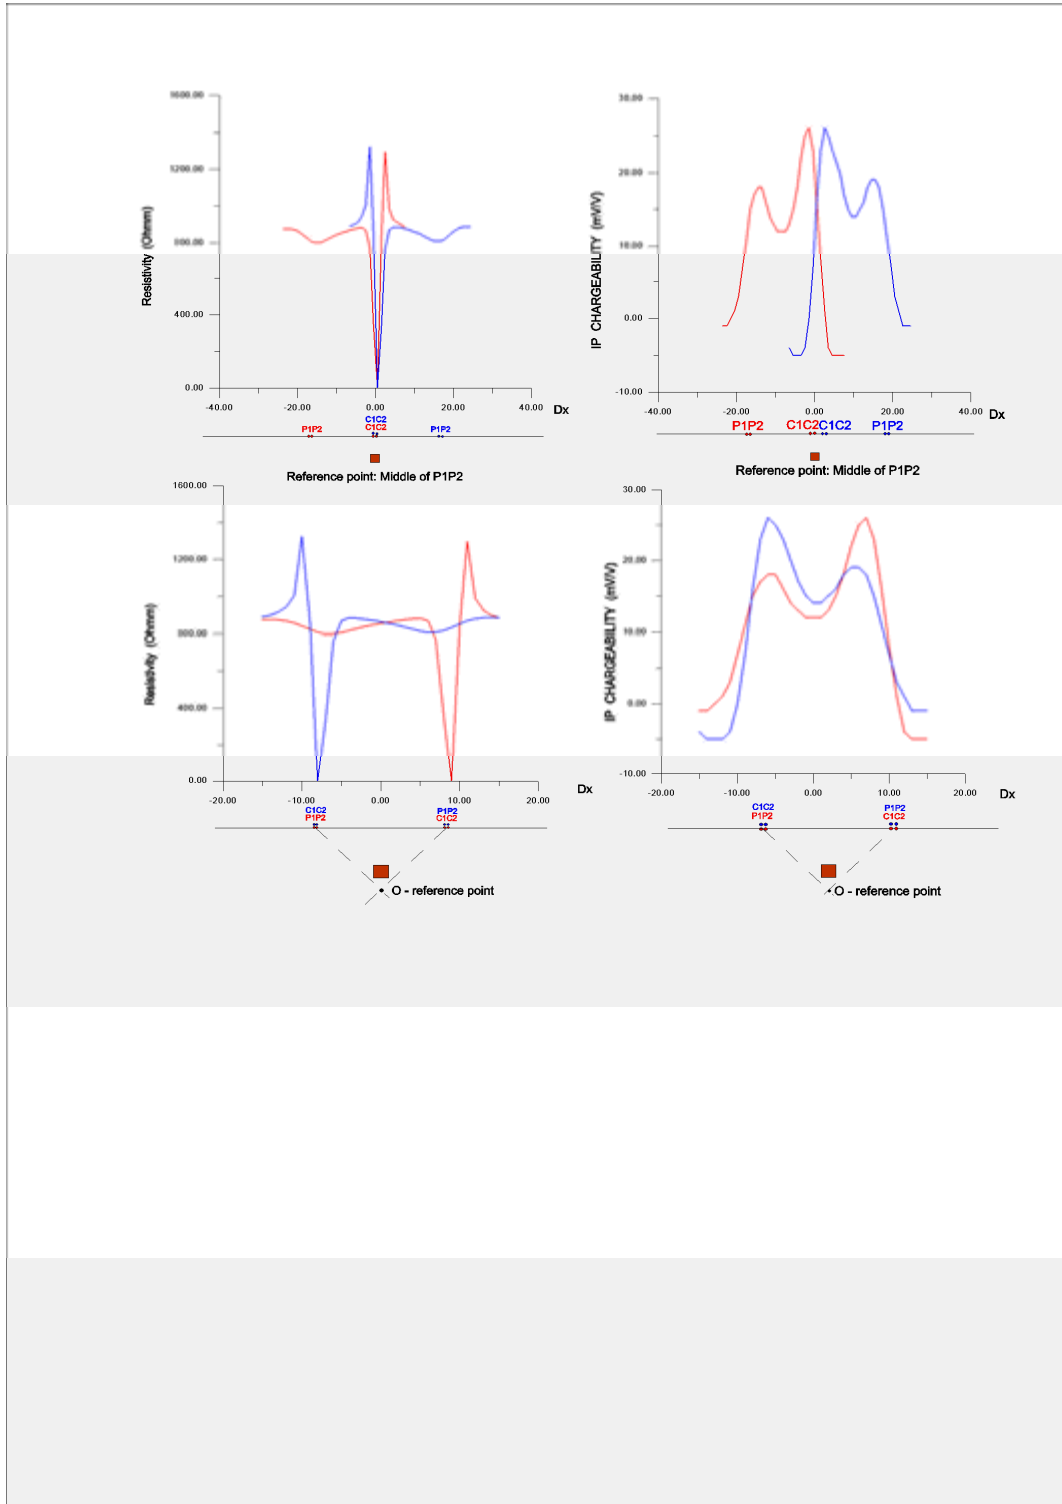 1600.00
1200.00
800.00
400.00
0.00
Resistivity (Ohmm)
-40.00 -20.00 0.00 20.00 40.00
Dx
C1C2
P1P2 C1C2 P1P2
Reference point: Middle of P1P2
30.00
20.00
10.00
0.00
-10.00
IP CHARGEABILITY (mV/V)
-40.00 -20.00 0.00 20.00 40.00
Dx
P1P2 C1C2 C1C2 P1P2
Reference point: Middle of P1P2
1600.00
1200.00
800.00
400.00
0.00
Resistivity (Ohmm)
-20.00 -10.00 0.00 10.00 20.00
Dx
C1C2 P1P2
P1P2 C1C2
O - reference point
30.00
20.00
10.00
0.00
-10.00
IP CHARGEABILITY (mV/V)
-20.00 -10.00 0.00 10.00 20.00
Dx
C1C2 P1P2
P1P2 C1C2
O - reference point